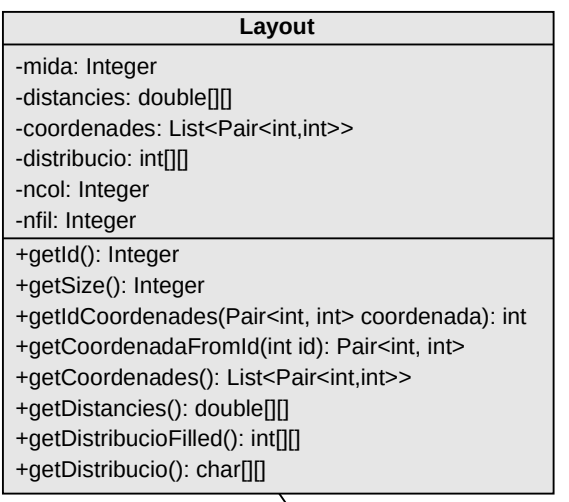 Layout
-mida: Integer
-distancies: double[][]
-coordenades: List<Pair<int,int>>
-distribucio: int[][]
-ncol: Integer
-nfil: Integer
+getId(): Integer
+getSize(): Integer
+getIdCoordenades(Pair<int, int> coordenada): int
+getCoordenadaFromId(int id): Pair<int, int>
+getCoordenades(): List<Pair<int,int>>
+getDistancies(): double[][]
+getDistribucioFilled(): int[][]
+getDistribucio(): char[][]